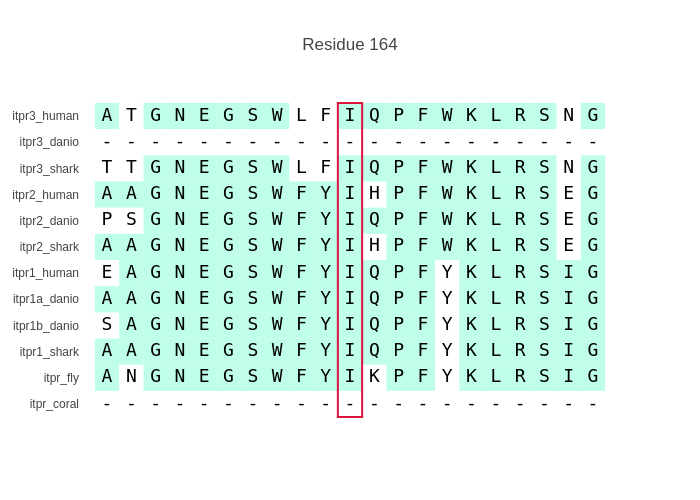 Residue 164
itpr3_human A T G N E G S W L F I Q P F W K L R S N G
itpr3_danio - - - - - - - - - - - - - - - - - - - - -
itpr3_shark T T G N E G S W L F I Q P F W K L R S N G
itpr2_human A A G N E G S W F Y I H P F W K L R S E G
itpr2_danio P S G N E G S W F Y I Q P F W K L R S E G
itpr2_shark A A G N E G S W F Y I H P F W K L R S E G
itpr1_human E A G N E G S W F Y I Q P F Y K L R S I G
itpr1a_danio A A G N E G S W F Y I Q P F Y K L R S I G
itpr1b_danio S A G N E G S W F Y I Q P F Y K L R S I G
itpr1_shark A A G N E G S W F Y I Q P F Y K L R S I G
itpr_fly A N G N E G S W F Y I K P F Y K L R S I G
itpr_coral - - - - - - - - - - - - - - - - - - - - -